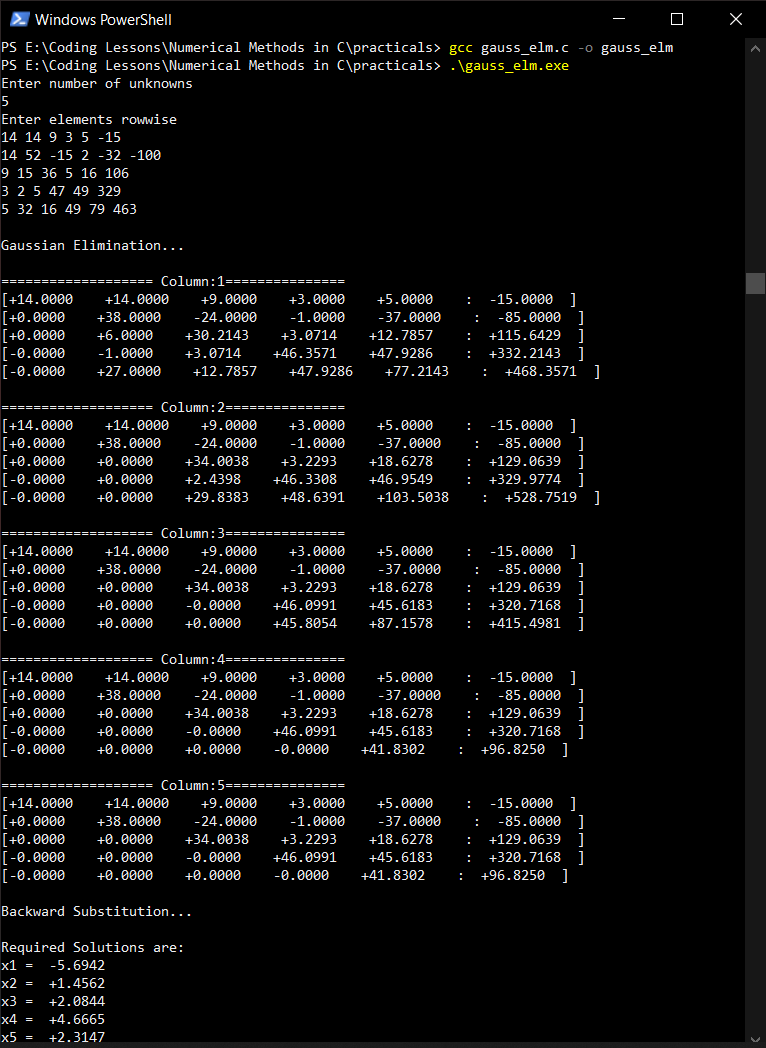 Windows PowerShell
PS E:\Coding Lessons\Numerical Methods in C\practicals> gcc gauss_elm.c -o gauss_elm
PS E:\Coding Lessons\Numerical Methods in C\practicals> .\gauss_elm.exe
Enter number of unknowns
5
Enter elements rowwise
14 14 9 3 5 -15
14 52 -15 2 -32 -100
9 15 36 5 16 106
3 2 5 47 49 329
5 32 16 49 79 463
Gaussian Elimination...
=================== Column:1===============
[+14.0000    +14.0000    +9.0000    +3.0000    +5.0000    :  -15.0000  ]
[+0.0000    +38.0000    -24.0000    -1.0000    -37.0000    :  -85.0000  ]
[+0.0000    +6.0000    +30.2143    +3.0714    +12.7857    :  +115.6429  ]
[-0.0000    -1.0000    +3.0714    +46.3571    +47.9286    :  +332.2143  ]
[-0.0000    +27.0000    +12.7857    +47.9286    +77.2143    :  +468.3571  ]
=================== Column:2===============
[+14.0000    +14.0000    +9.0000    +3.0000    +5.0000    :  -15.0000  ]
[+0.0000    +38.0000    -24.0000    -1.0000    -37.0000    :  -85.0000  ]
[+0.0000    +0.0000    +34.0038    +3.2293    +18.6278    :  +129.0639  ]
[-0.0000    +0.0000    +2.4398    +46.3308    +46.9549    :  +329.9774  ]
[-0.0000    +0.0000    +29.8383    +48.6391    +103.5038    :  +528.7519  ]
=================== Column:3===============
[+14.0000    +14.0000    +9.0000    +3.0000    +5.0000    :  -15.0000  ]
[+0.0000    +38.0000    -24.0000    -1.0000    -37.0000    :  -85.0000  ]
[+0.0000    +0.0000    +34.0038    +3.2293    +18.6278    :  +129.0639  ]
[-0.0000    +0.0000    -0.0000    +46.0991    +45.6183    :  +320.7168  ]
[-0.0000    +0.0000    +0.0000    +45.8054    +87.1578    :  +415.4981  ]
=================== Column:4===============
[+14.0000    +14.0000    +9.0000    +3.0000    +5.0000    :  -15.0000  ]
[+0.0000    +38.0000    -24.0000    -1.0000    -37.0000    :  -85.0000  ]
[+0.0000    +0.0000    +34.0038    +3.2293    +18.6278    :  +129.0639  ]
[-0.0000    +0.0000    -0.0000    +46.0991    +45.6183    :  +320.7168  ]
[-0.0000    +0.0000    +0.0000    -0.0000    +41.8302    :  +96.8250  ]
=================== Column:5===============
[+14.0000    +14.0000    +9.0000    +3.0000    +5.0000    :  -15.0000  ]
[+0.0000    +38.0000    -24.0000    -1.0000    -37.0000    :  -85.0000  ]
[+0.0000    +0.0000    +34.0038    +3.2293    +18.6278    :  +129.0639  ]
[-0.0000    +0.0000    -0.0000    +46.0991    +45.6183    :  +320.7168  ]
[-0.0000    +0.0000    +0.0000    -0.0000    +41.8302    :  +96.8250  ]
Backward Substitution...
Required Solutions are:
x1 =  -5.6942
x2 =  +1.4562
x3 =  +2.0844
x4 =  +4.6665
x5 =  +2.3147